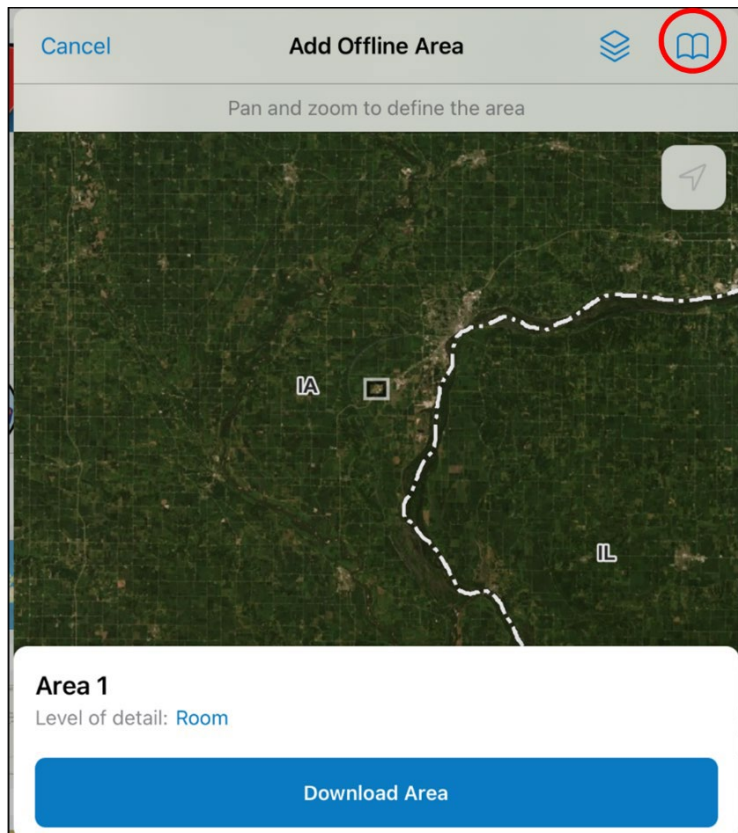 Cancel Add Offline Area
Pan and zoom to define the area
IA
IL
Area 1
Level of detail: Room
Download Area